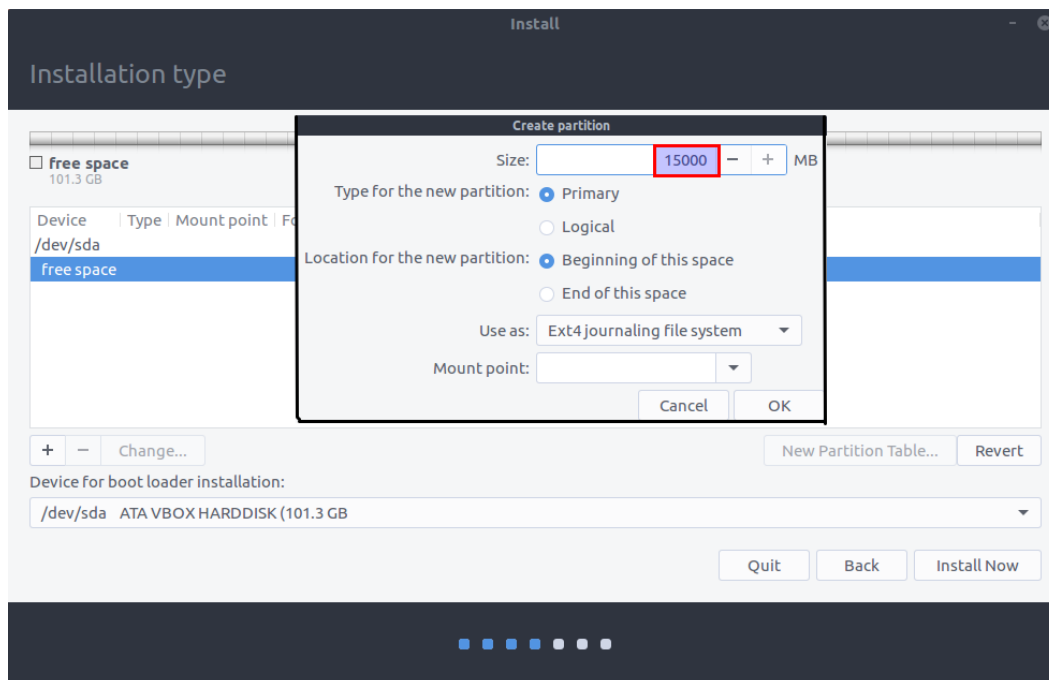 Install
Installation type
Create partition
Size: 15000 − + MB
free space
101.3 GB
Type for the new partition: Primary
Logical
Device Type Mount point Fo
/dev/sda
free space
Location for the new partition: Beginning of this space
End of this space
Use as: Ext4 journaling file system
Mount point:
Cancel OK
+ − Change... New Partition Table... Revert
Device for boot loader installation:
/dev/sda ATA VBOX HARDDISK (101.3 GB
Quit Back Install Now